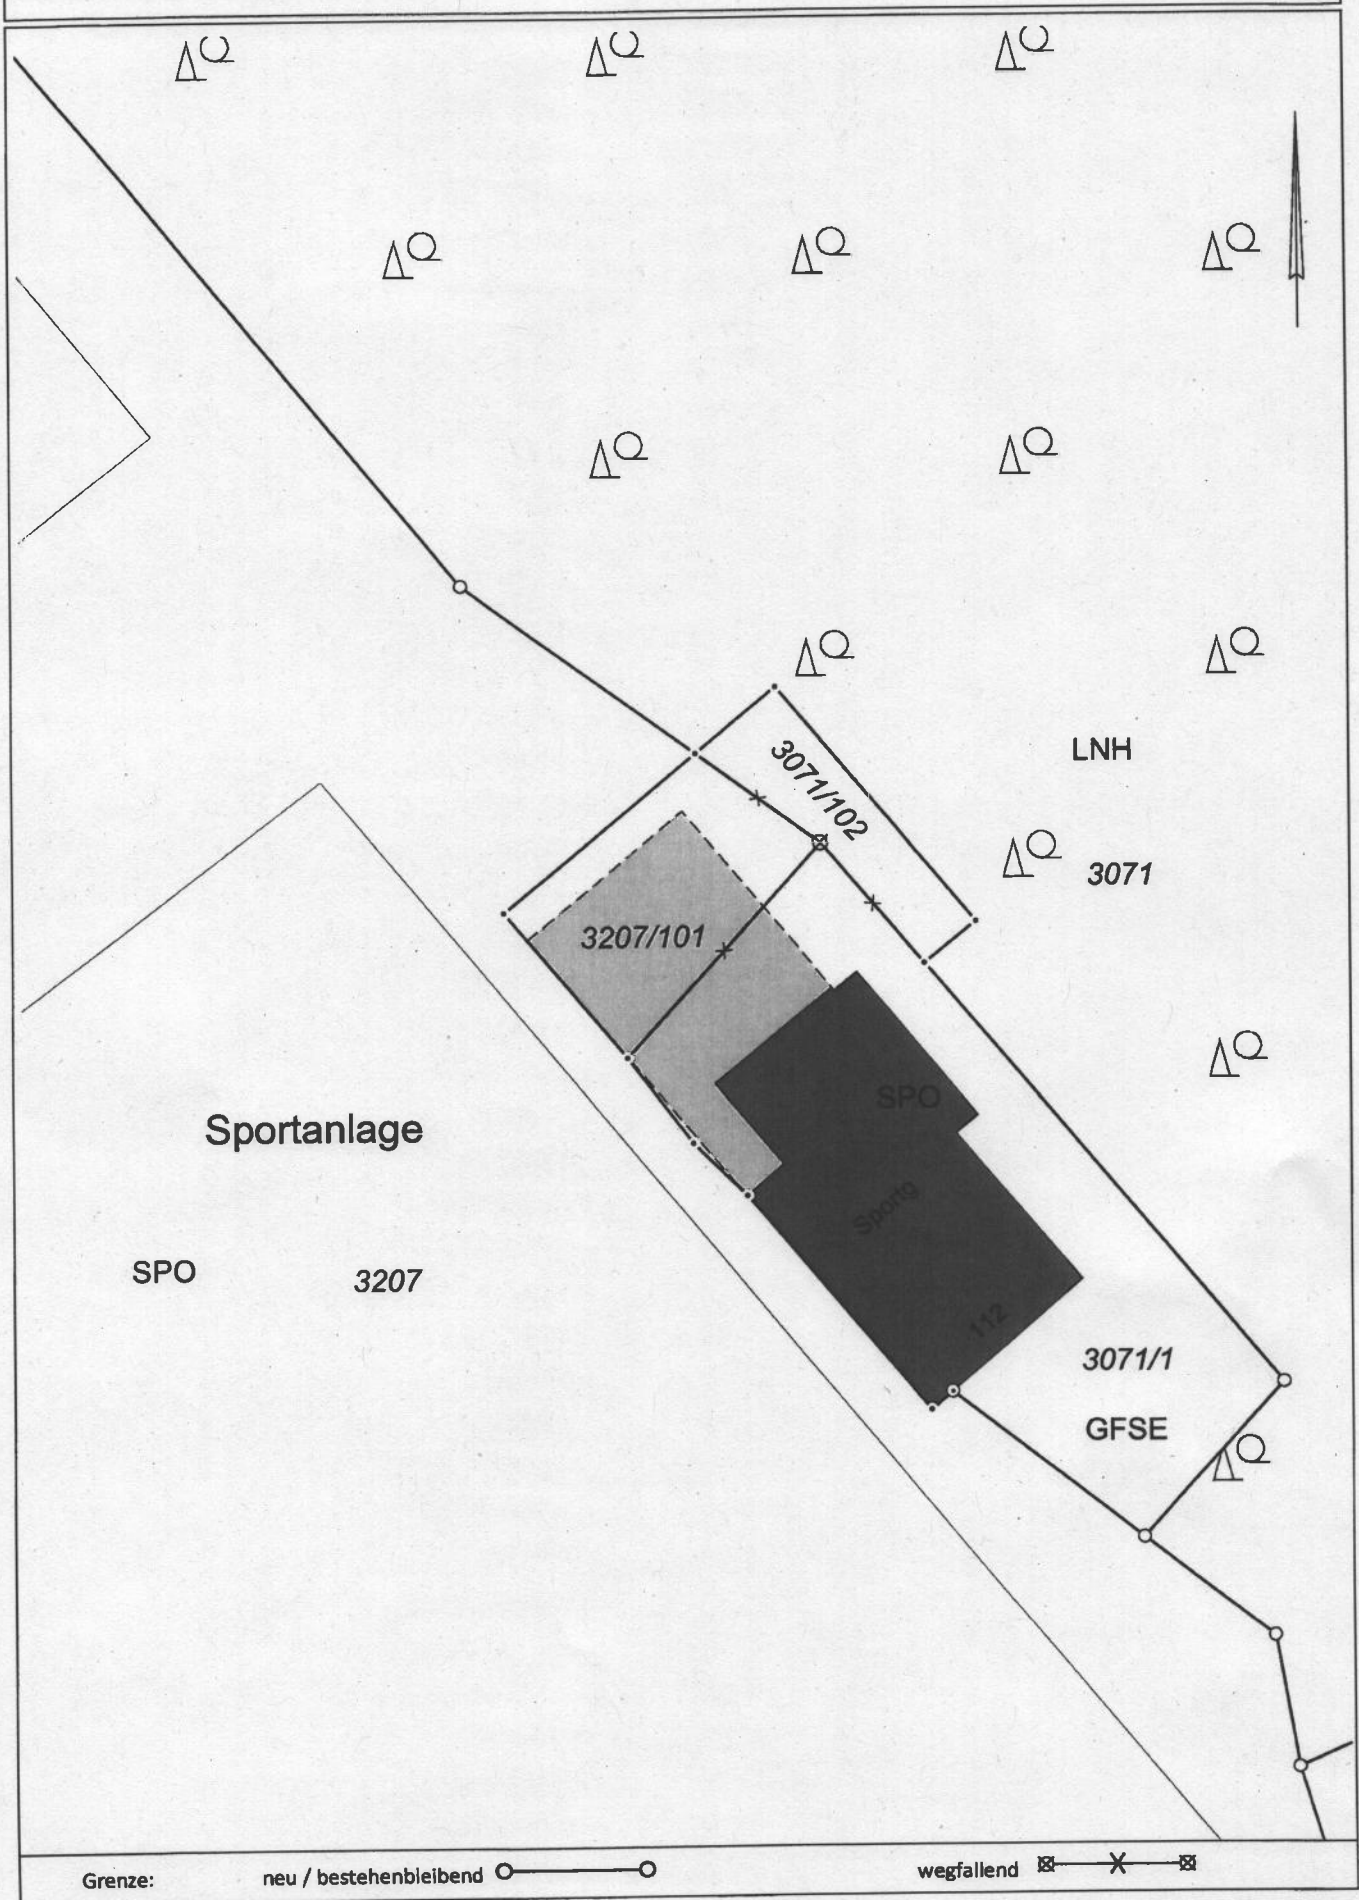 LNH
3071/102
3071
3207/101
SPO
Sportanlage
Sportg
SPO
3207
112
3071/1
GFSE
Grenze:
neu / bestehenbleibend
wegfallend